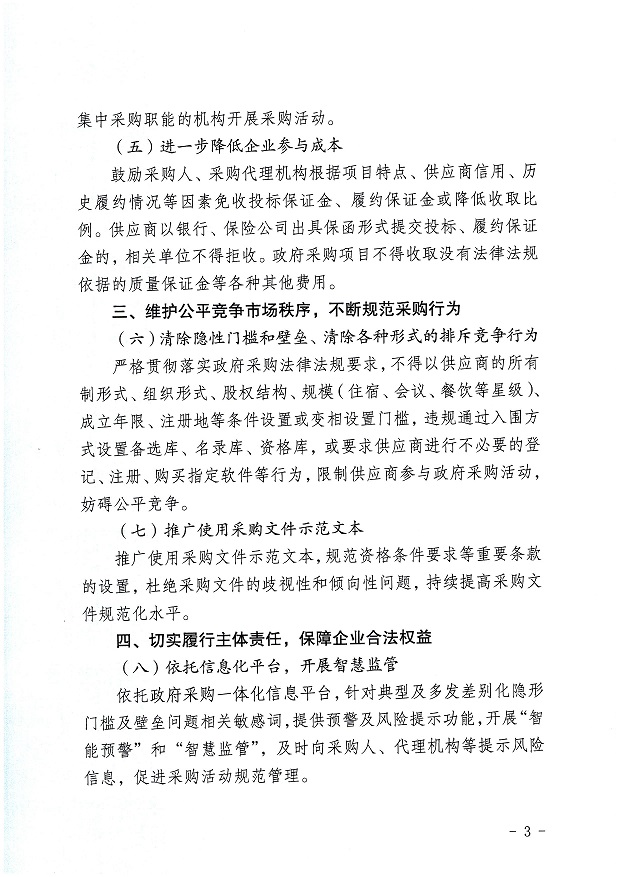 集中采购职能的机构开展采购活动。
（五）进一步降低企业参与成本
鼓励采购人、采购代理机构根据项目特点、供应商信用、历
史履约情况等因素免收投标保证金、履约保证金或降低收取比
例。供应商以银行、保险公司出具保函形式提交投标、履约保证
金的，相关单位不得拒收。政府采购项目不得收取没有法律法规
依据的质量保证金等各种其他费用。
三、维护公平竞争市场秩序，不断规范采购行为
（六）清除隐性门槛和壁垒、清除各种形式的排斥竞争行为
严格贯彻落实政府采购法律法规要求，不得以供应商的所有
制形式、组织形式、股权结构、规模（住宿、会议、餐饮等星级）、
成立年限、注册地等条件设置或变相设置门槛，违规通过入围方
式设置备选库、名录库、资格库，或要求供应商进行不必要的登
记、注册、购买指定软件等行为，限制供应商参与政府采购活动，
妨碍公平竞争。
（七）推广使用采购文件示范文本
推广使用采购文件示范文本，规范资格条件要求等重要条款
的设置，杜绝采购文件的歧视性和倾向性问题，持续提高采购文
件规范化水平。
四、切实履行主体责任，保障企业合法权益
（八）依托信息化平台，开展智慧监管
依托政府采购一体化信息平台，针对典型及多发差别化隐形
门槛及壁垒问题相关敏感词，提供预警及风险提示功能，开展“智
能预警”和“智慧监管”，及时向采购人、代理机构等提示风险
信息，促进采购活动规范管理。
- 3 -